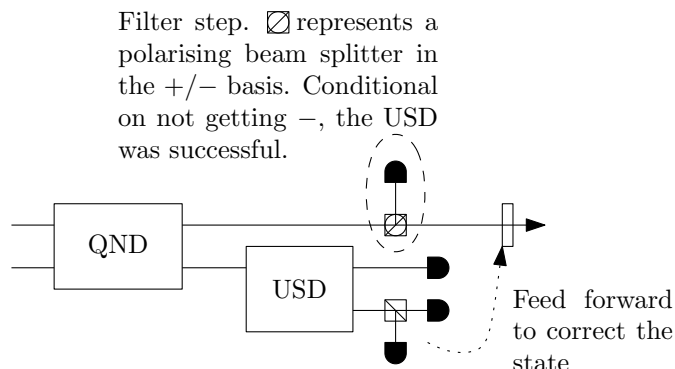 Filter step. represents a
polarising beam splitter in
the +/− basis. Conditional
on not getting −, the USD
was successful.
QND
USD
Feed forward
to correct the
state